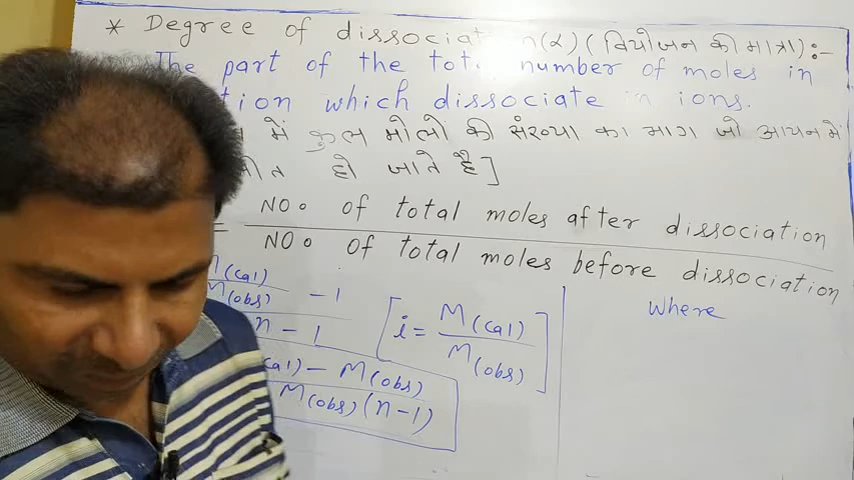 * Degree of dissociat n(α) (वियोजन की मात्रा) :-
The part of the tot number of moles in
tion which dissociate in ions.
में कुल मोलों की संख्या का भाग जो आयन में
हो जाते है]
= No. of total moles after dissociation
No. of total moles before dissociation
M(cal)
M(obs) - 1
n - 1
[i = M(cal)
M(obs)]
cal) - M(obs)
M(obs) (n-1)
Where